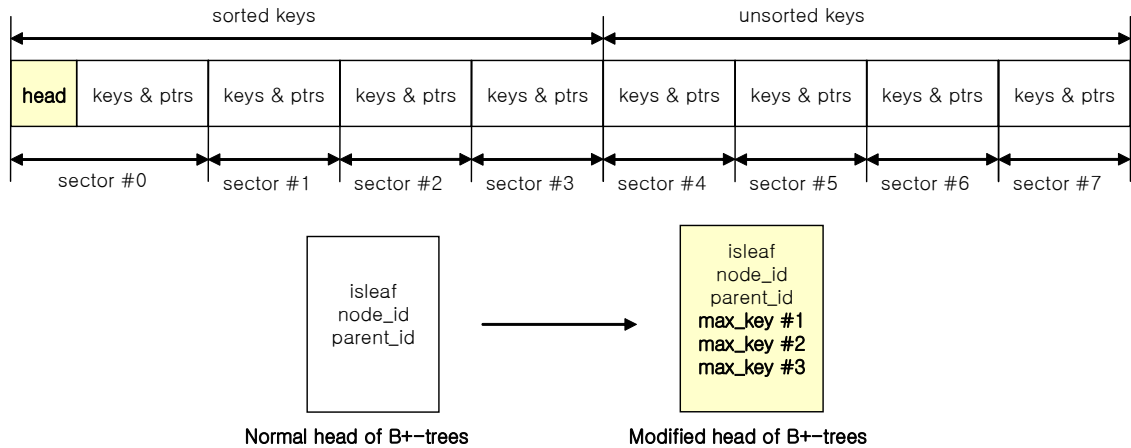 sorted keys
unsorted keys
head
keys & ptrs
keys & ptrs
keys & ptrs
keys & ptrs
keys & ptrs
keys & ptrs
keys & ptrs
keys & ptrs
sector #0
sector #1
sector #2
sector #3
sector #4
sector #5
sector #6
sector #7
isleaf
node_id
parent_id
isleaf
node_id
parent_id
max_key #1
max_key #2
max_key #3
Normal head of B+-trees
Modified head of B+-trees